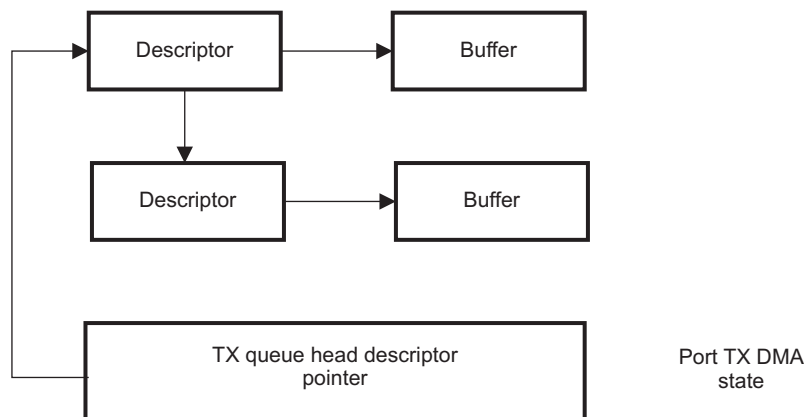 Descriptor
Buffer
Descriptor
Buffer
TX queue head descriptor
pointer
Port TX DMA
state